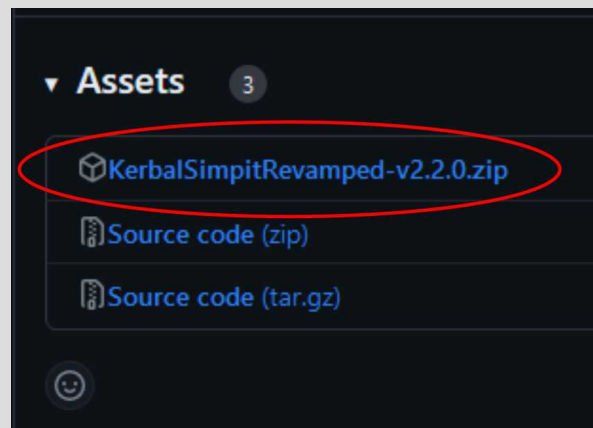 Assets 3
KerbalSimpitRevamped-v2.2.0.zip
Source code (zip)
Source code (tar.gz)